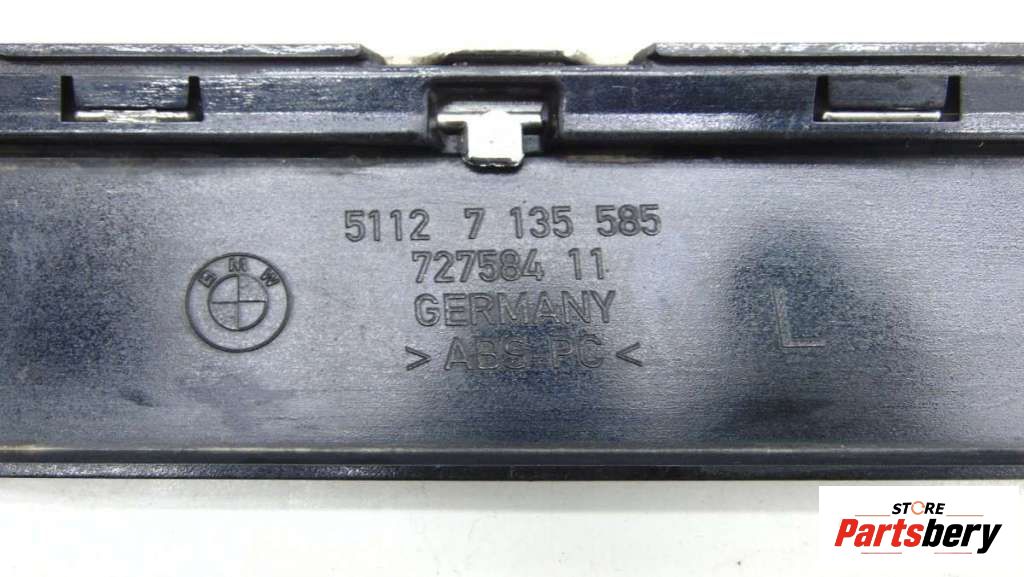 5112 7 135 585
727584 11
BMW
GERMANY
L
> ABS-PC <
STORE
Partsbery